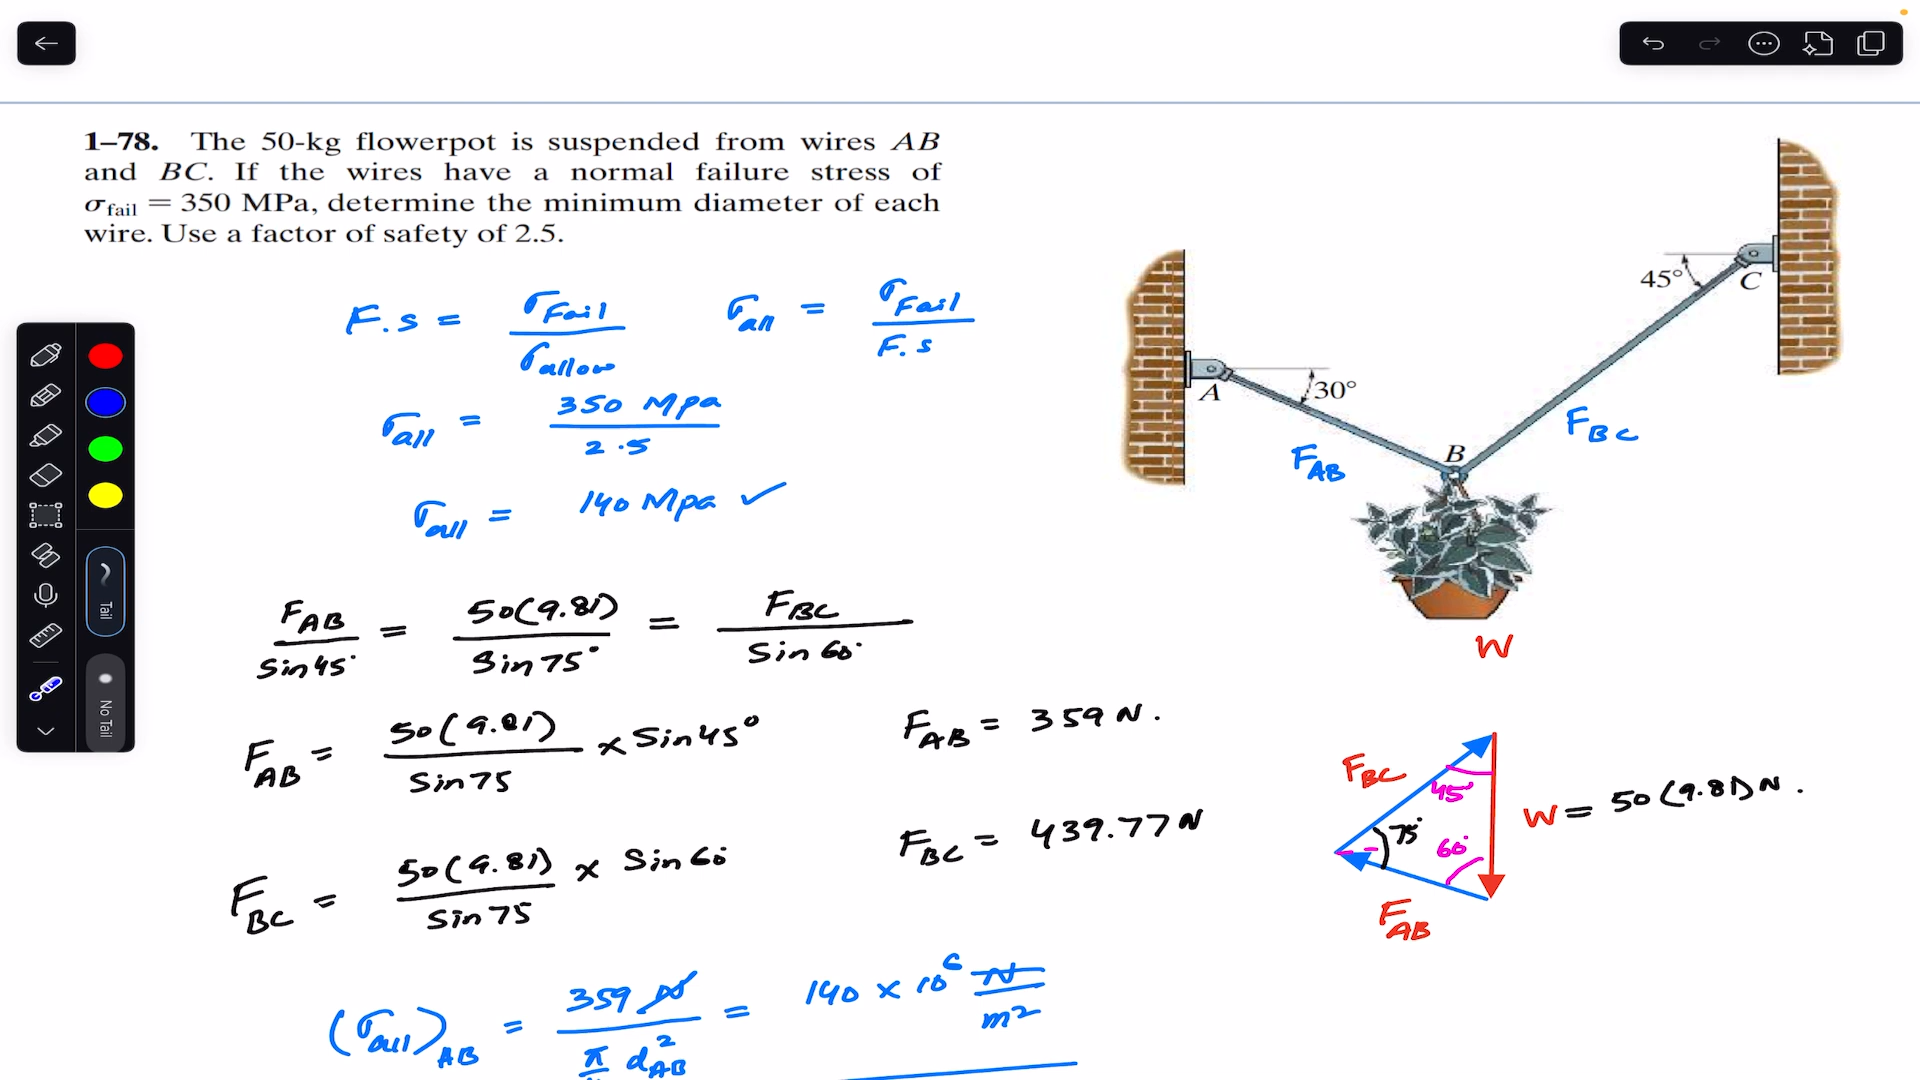 1–78. The 50-kg flowerpot is suspended from wires AB
and BC. If the wires have a normal failure stress of
σfail = 350 MPa, determine the minimum diameter of each
wire. Use a factor of safety of 2.5.
F.s = σFail / σallow
σall = σFail / F.s
σall = 350 Mpa / 2.5
σall = 140 Mpa ✓
FAB / Sin45° = 50(9.81) / Sin75° = FBC / Sin60°
FAB = 50(9.81) / Sin75 × Sin45°
FAB = 359 N.
FBC = 50(9.81) / Sin75 × Sin60
FBC = 439.77 N
(σall)AB = 359 N / π dAB² = 140 × 10⁶ N / m²
45°
C
A
30°
FBC
B
FAB
W
FBC
45°
W = 50(9.81)N.
75°
60°
FAB
Tail
No Tail